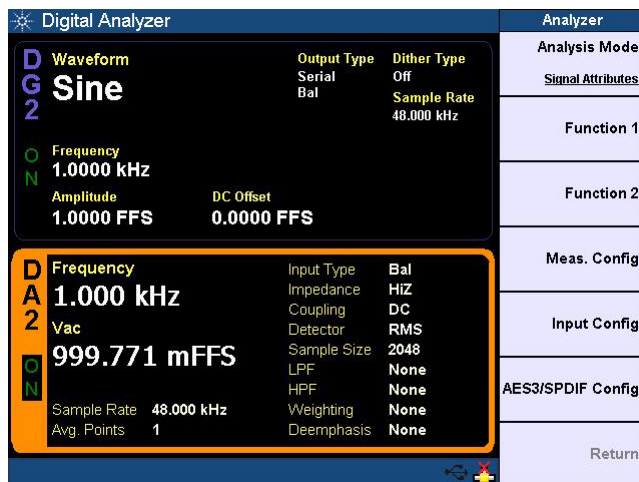 Digital Analyzer
Analyzer
DG2
ON
Waveform
Sine
Output Type
Serial
Bal
Dither Type
Off
Sample Rate
48.000 kHz
Frequency
1.0000 kHz
Amplitude
1.0000 FFS
DC Offset
0.0000 FFS
DA2
ON
Frequency
1.000 kHz
Vac
999.771 mFFS
Sample Rate 48.000 kHz
Avg. Points 1
Input Type Bal
Impedance HiZ
Coupling DC
Detector RMS
Sample Size 2048
LPF None
HPF None
Weighting None
Deemphasis None
Analysis Mode
Signal Attributes
Function 1
Function 2
Meas. Config
Input Config
AES3/SPDIF Config
Return